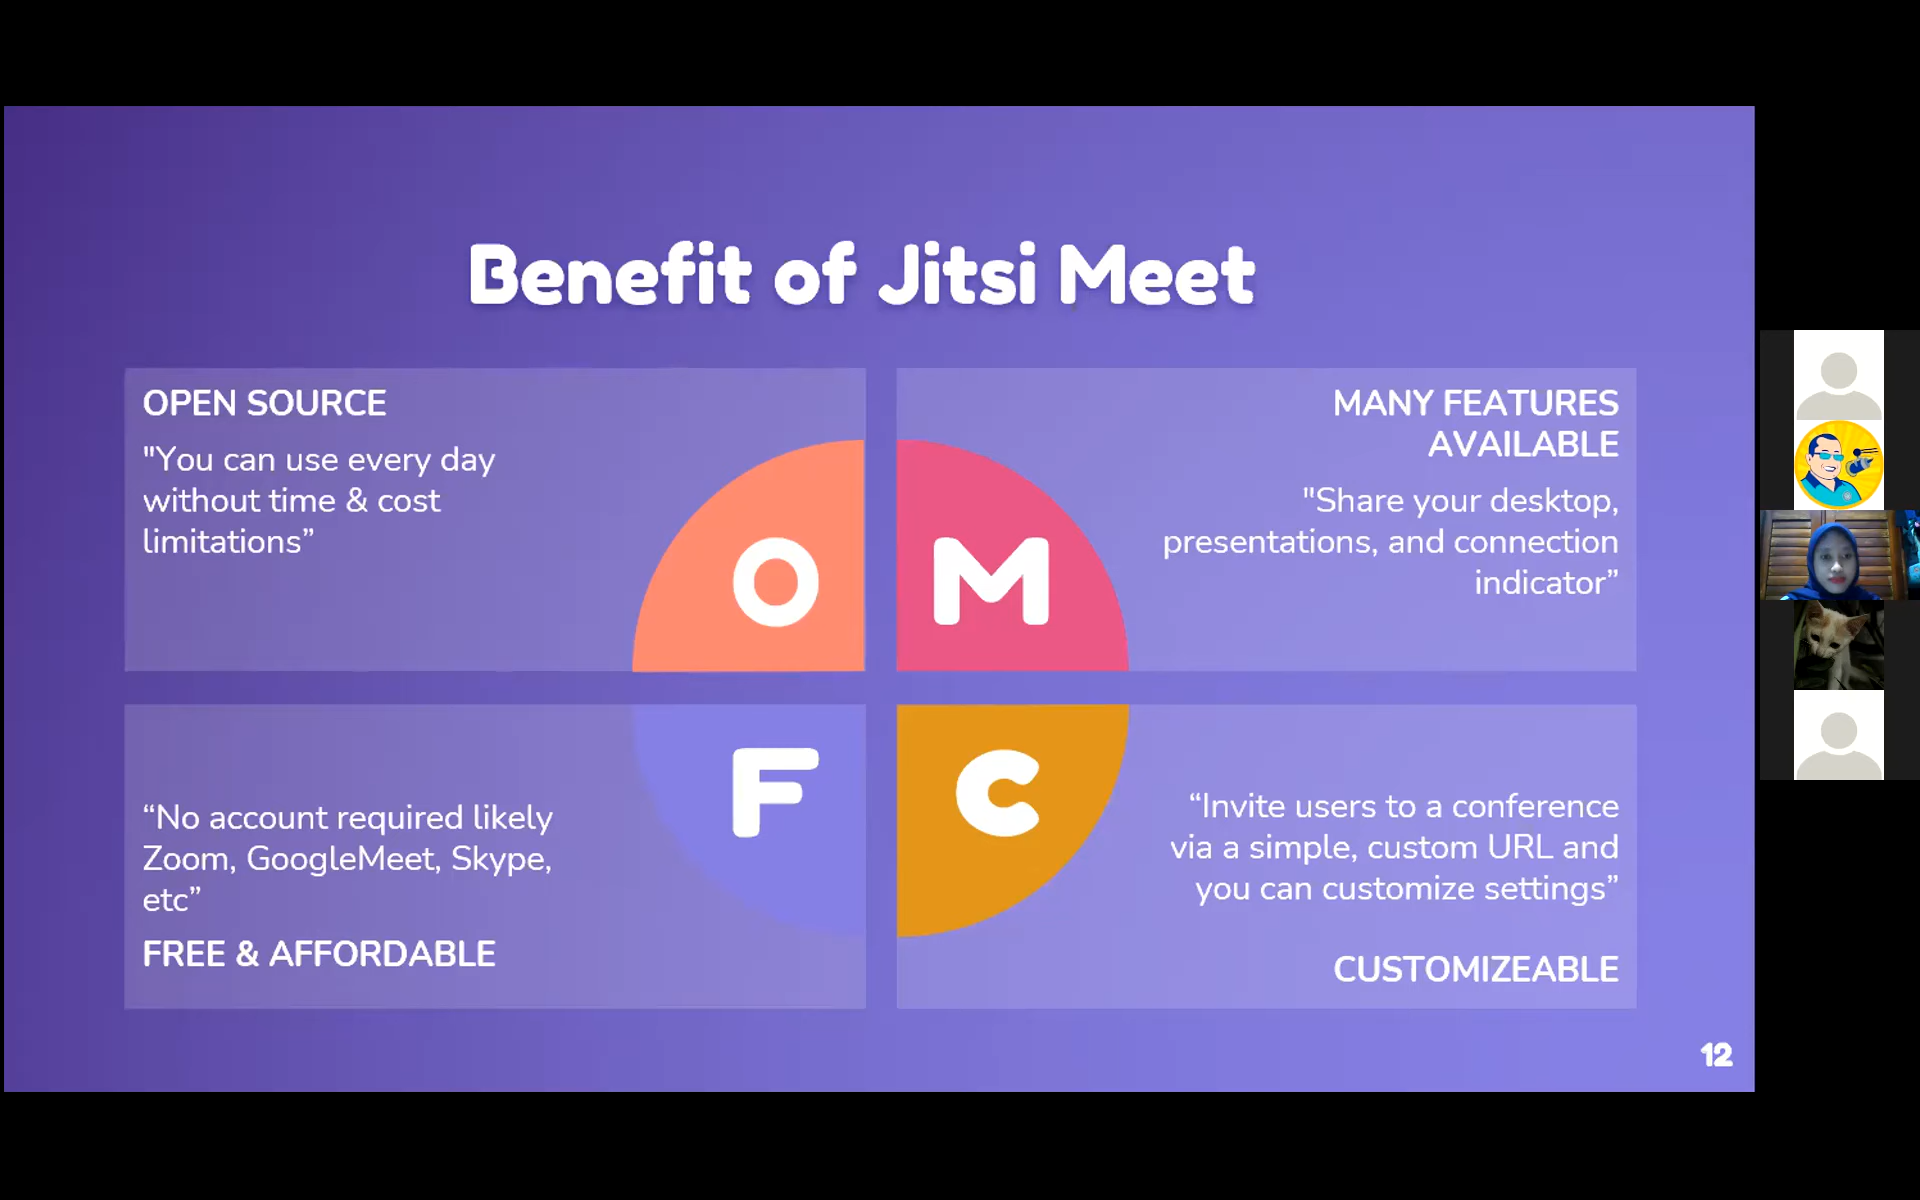 Benefit of Jitsi Meet
OPEN SOURCE
"You can use every day
without time & cost
limitations”
O
M
MANY FEATURES
AVAILABLE
"Share your desktop,
presentations, and connection
indicator”
“No account required likely
Zoom, GoogleMeet, Skype,
etc”
FREE & AFFORDABLE
F
C
“Invite users to a conference
via a simple, custom URL and
you can customize settings”
CUSTOMIZEABLE
12